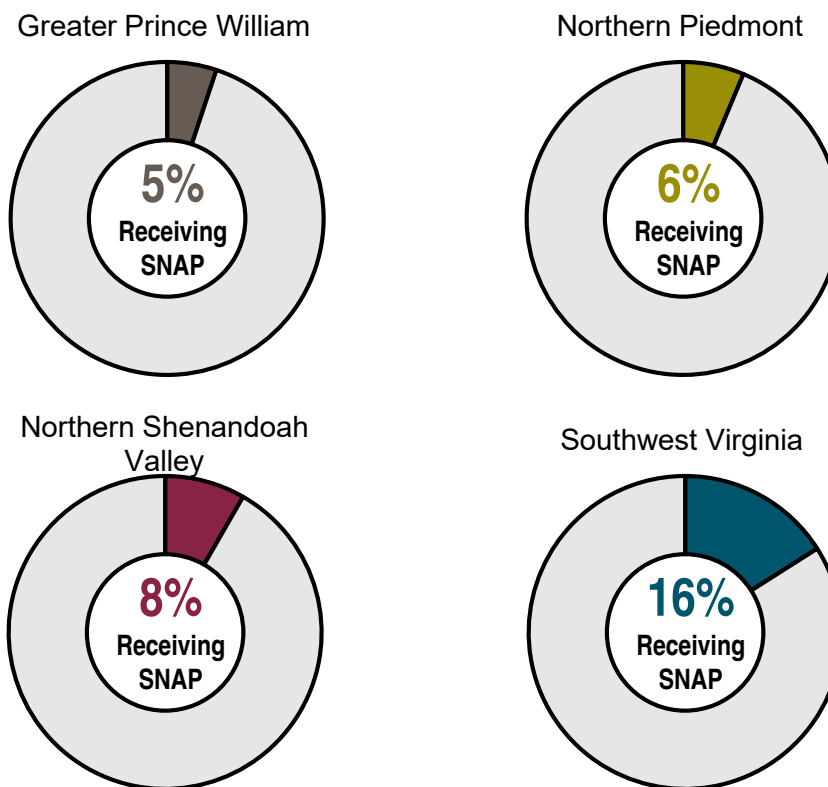 Greater Prince William
5%
Receiving
SNAP
Northern Piedmont
6%
Receiving
SNAP
Northern Shenandoah
Valley
8%
Receiving
SNAP
Southwest Virginia
16%
Receiving
SNAP